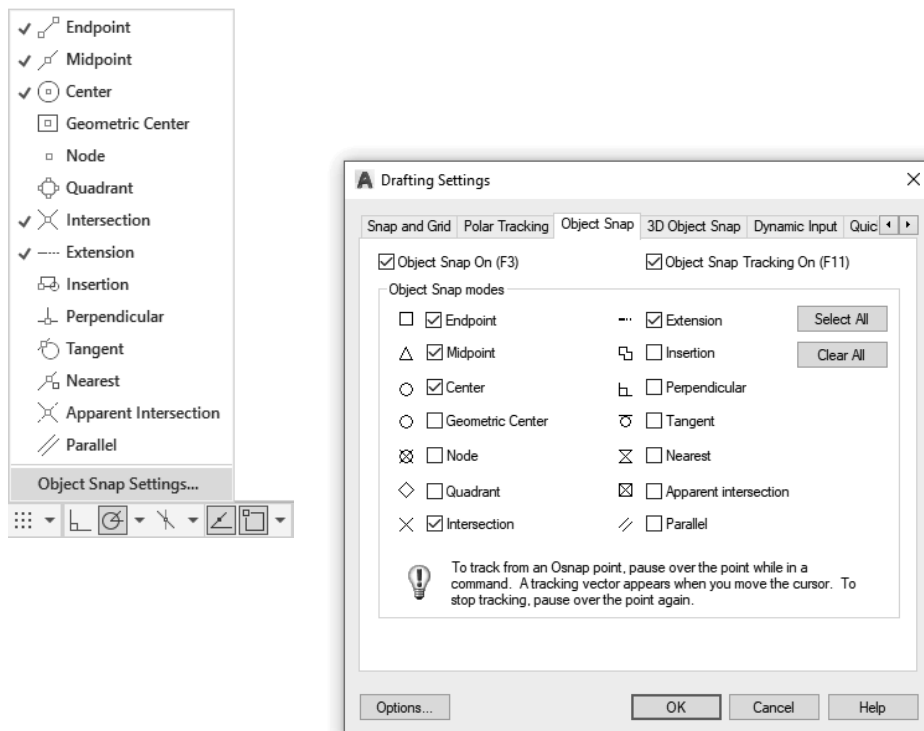 Endpoint
Midpoint
Center
Geometric Center
Node
Quadrant
Intersection
Extension
Insertion
Perpendicular
Tangent
Nearest
Apparent Intersection
Parallel
Object Snap Settings...
Drafting Settings
Snap and Grid Polar Tracking Object Snap 3D Object Snap Dynamic Input Quic
Object Snap On (F3) Object Snap Tracking On (F11)
Object Snap modes
Endpoint Extension Select All
Midpoint Insertion Clear All
Center Perpendicular
Geometric Center Tangent
Node Nearest
Quadrant Apparent intersection
Intersection Parallel
To track from an Osnap point, pause over the point while in a
command. A tracking vector appears when you move the cursor. To
stop tracking, pause over the point again.
Options... OK Cancel Help